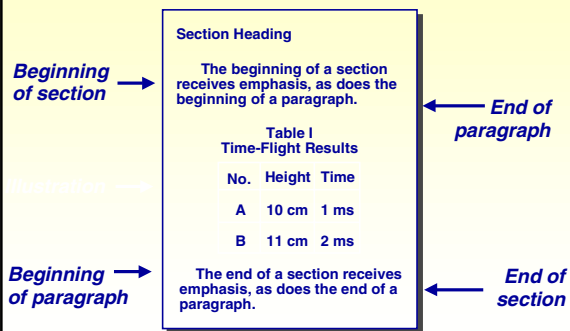 Section Heading
The beginning of a section
receives emphasis, as does the
beginning of a paragraph.
Table I
Time-Flight Results
No. Height Time
A 10 cm 1 ms
B 11 cm 2 ms
The end of a section receives
emphasis, as does the end of a
paragraph.
Beginning
of section
Beginning
of paragraph
End of
paragraph
End of
section